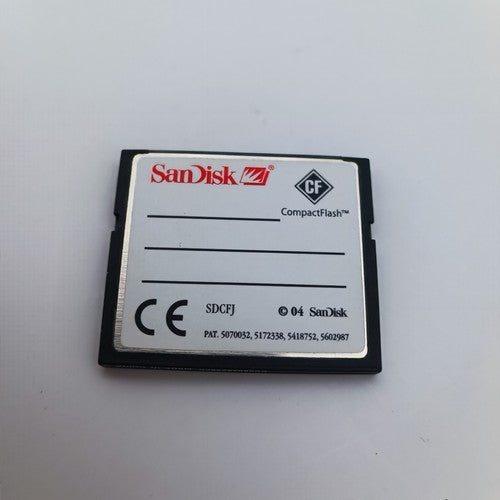 SanDisk®
CF
CompactFlash™
CE SDCFJ © 04 SanDisk
PAT. 5070032, 5172338, 5418752, 5602987